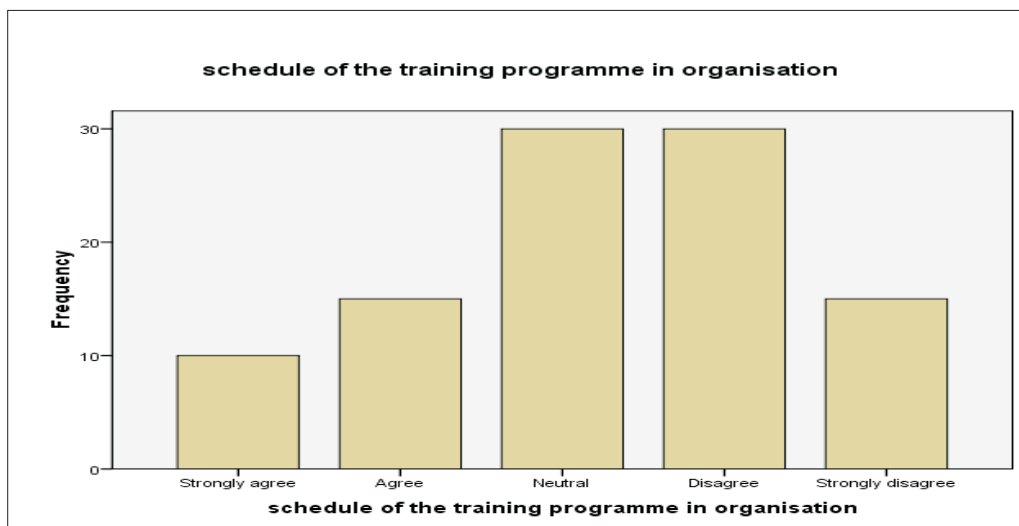 schedule of the training programme in organisation
Frequency
30
20
10
0
Strongly agree Agree Neutral Disagree Strongly disagree
schedule of the training programme in organisation